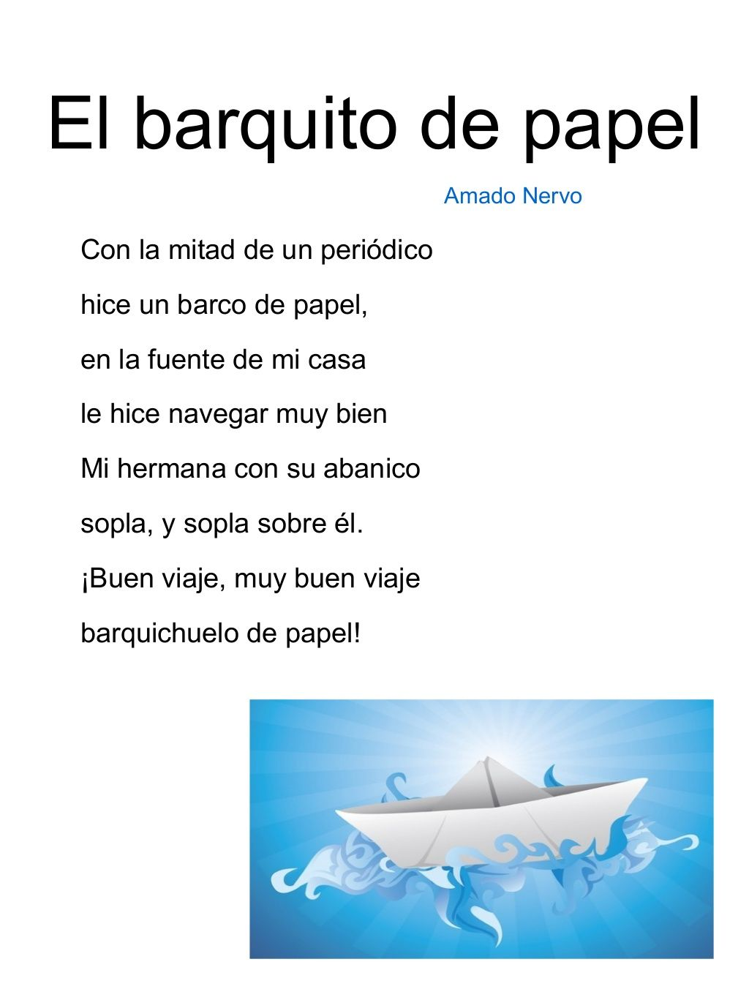 El barquito de papel
Amado Nervo
Con la mitad de un periódico
hice un barco de papel,
en la fuente de mi casa
le hice navegar muy bien
Mi hermana con su abanico
sopla, y sopla sobre él.
¡Buen viaje, muy buen viaje
barquichuelo de papel!